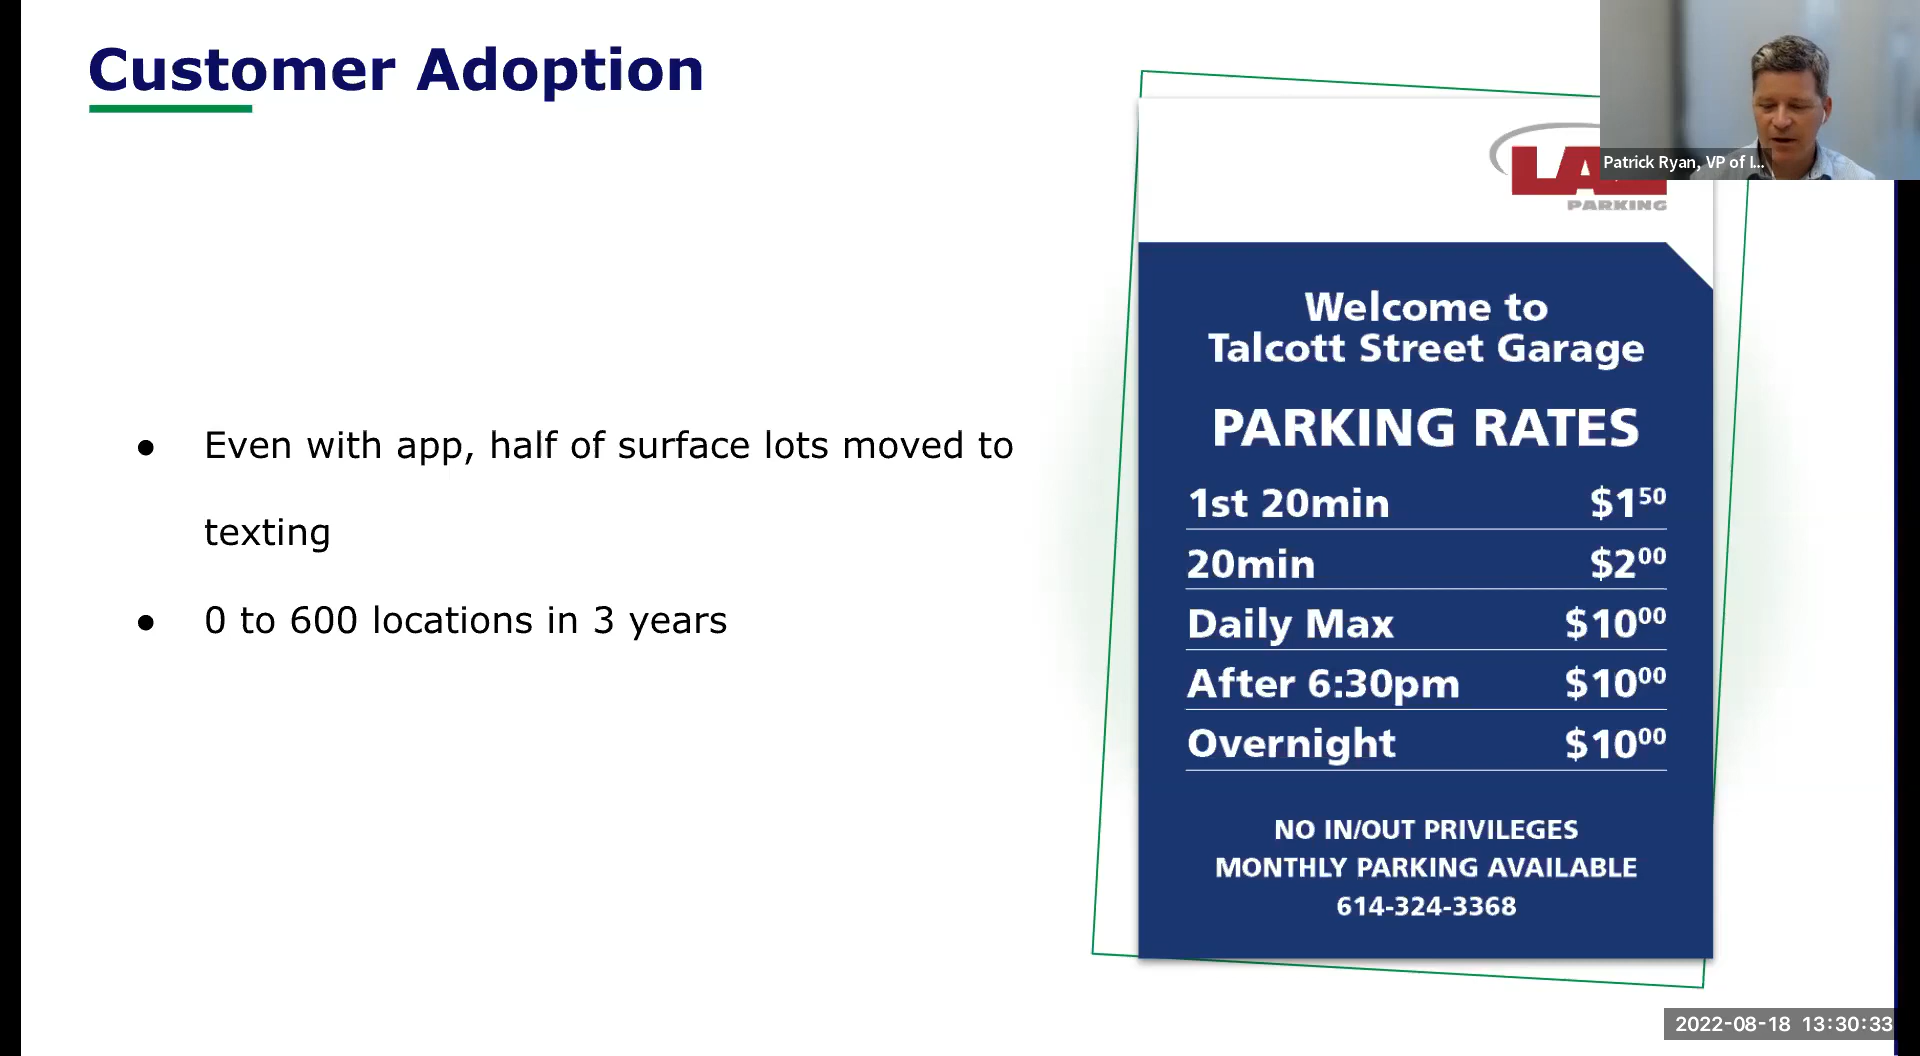 Customer Adoption
Even with app, half of surface lots moved to
texting
0 to 600 locations in 3 years
PARKING
Patrick Ryan, VP of I...
Welcome to
Talcott Street Garage
PARKING RATES
1st 20min $1⁵⁰
20min $2⁰⁰
Daily Max $10⁰⁰
After 6:30pm $10⁰⁰
Overnight $10⁰⁰
NO IN/OUT PRIVILEGES
MONTHLY PARKING AVAILABLE
614-324-3368
2022-08-18 13:30:33